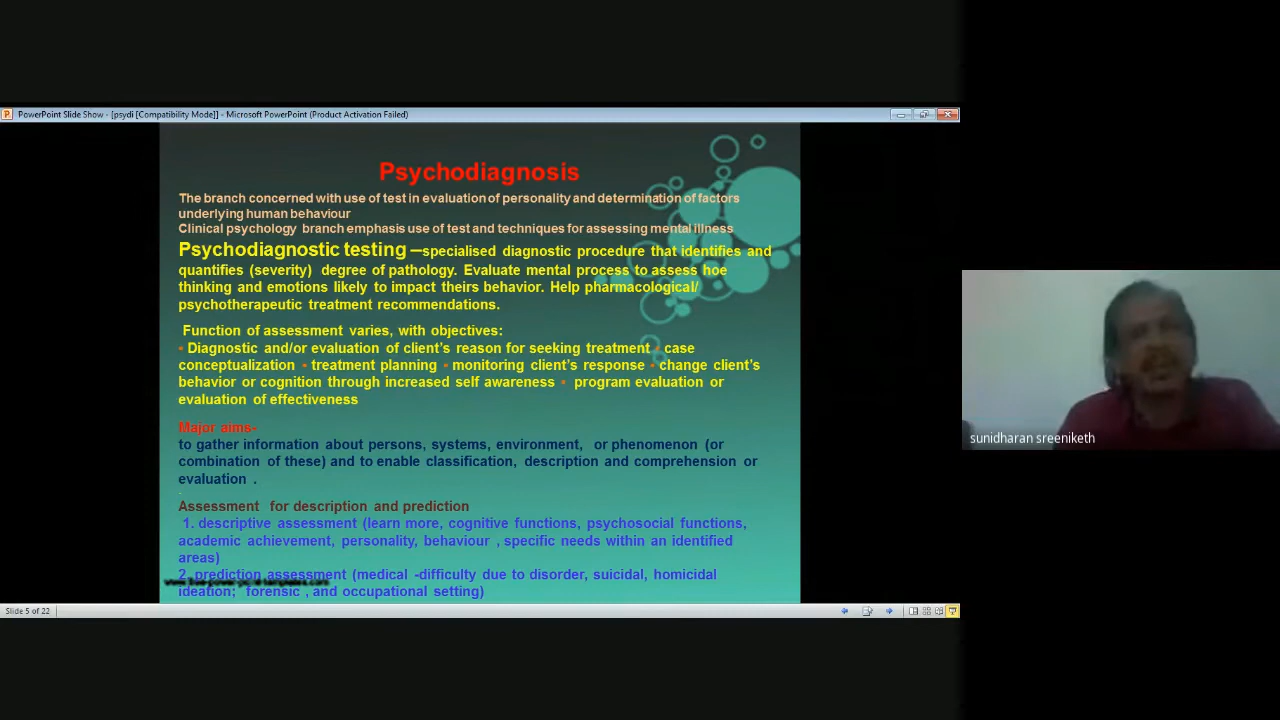 PowerPoint Slide Show - [psydi [Compatibility Mode]] - Microsoft PowerPoint (Product Activation Failed)
Psychodiagnosis
The branch concerned with use of test in evaluation of personality and determination of factors
underlying human behaviour
Clinical psychology branch emphasis use of test and techniques for assessing mental illness
Psychodiagnostic testing –specialised diagnostic procedure that identifies and
quantifies (severity) degree of pathology. Evaluate mental process to assess hoe
thinking and emotions likely to impact theirs behavior. Help pharmacological/
psychotherapeutic treatment recommendations.
Function of assessment varies, with objectives:
• Diagnostic and/or evaluation of client's reason for seeking treatment • case
conceptualization • treatment planning • monitoring client's response • change client's
behavior or cognition through increased self awareness • program evaluation or
evaluation of effectiveness
Major aims-
to gather information about persons, systems, environment, or phenomenon (or
combination of these) and to enable classification, description and comprehension or
evaluation .
Assessment for description and prediction
1. descriptive assessment (learn more, cognitive functions, psychosocial functions,
academic achievement, personality, behaviour , specific needs within an identified
areas)
2. prediction assessment (medical -difficulty due to disorder, suicidal, homicidal
ideation; forensic , and occupational setting)
Slide 5 of 22
sunidharan sreeniketh